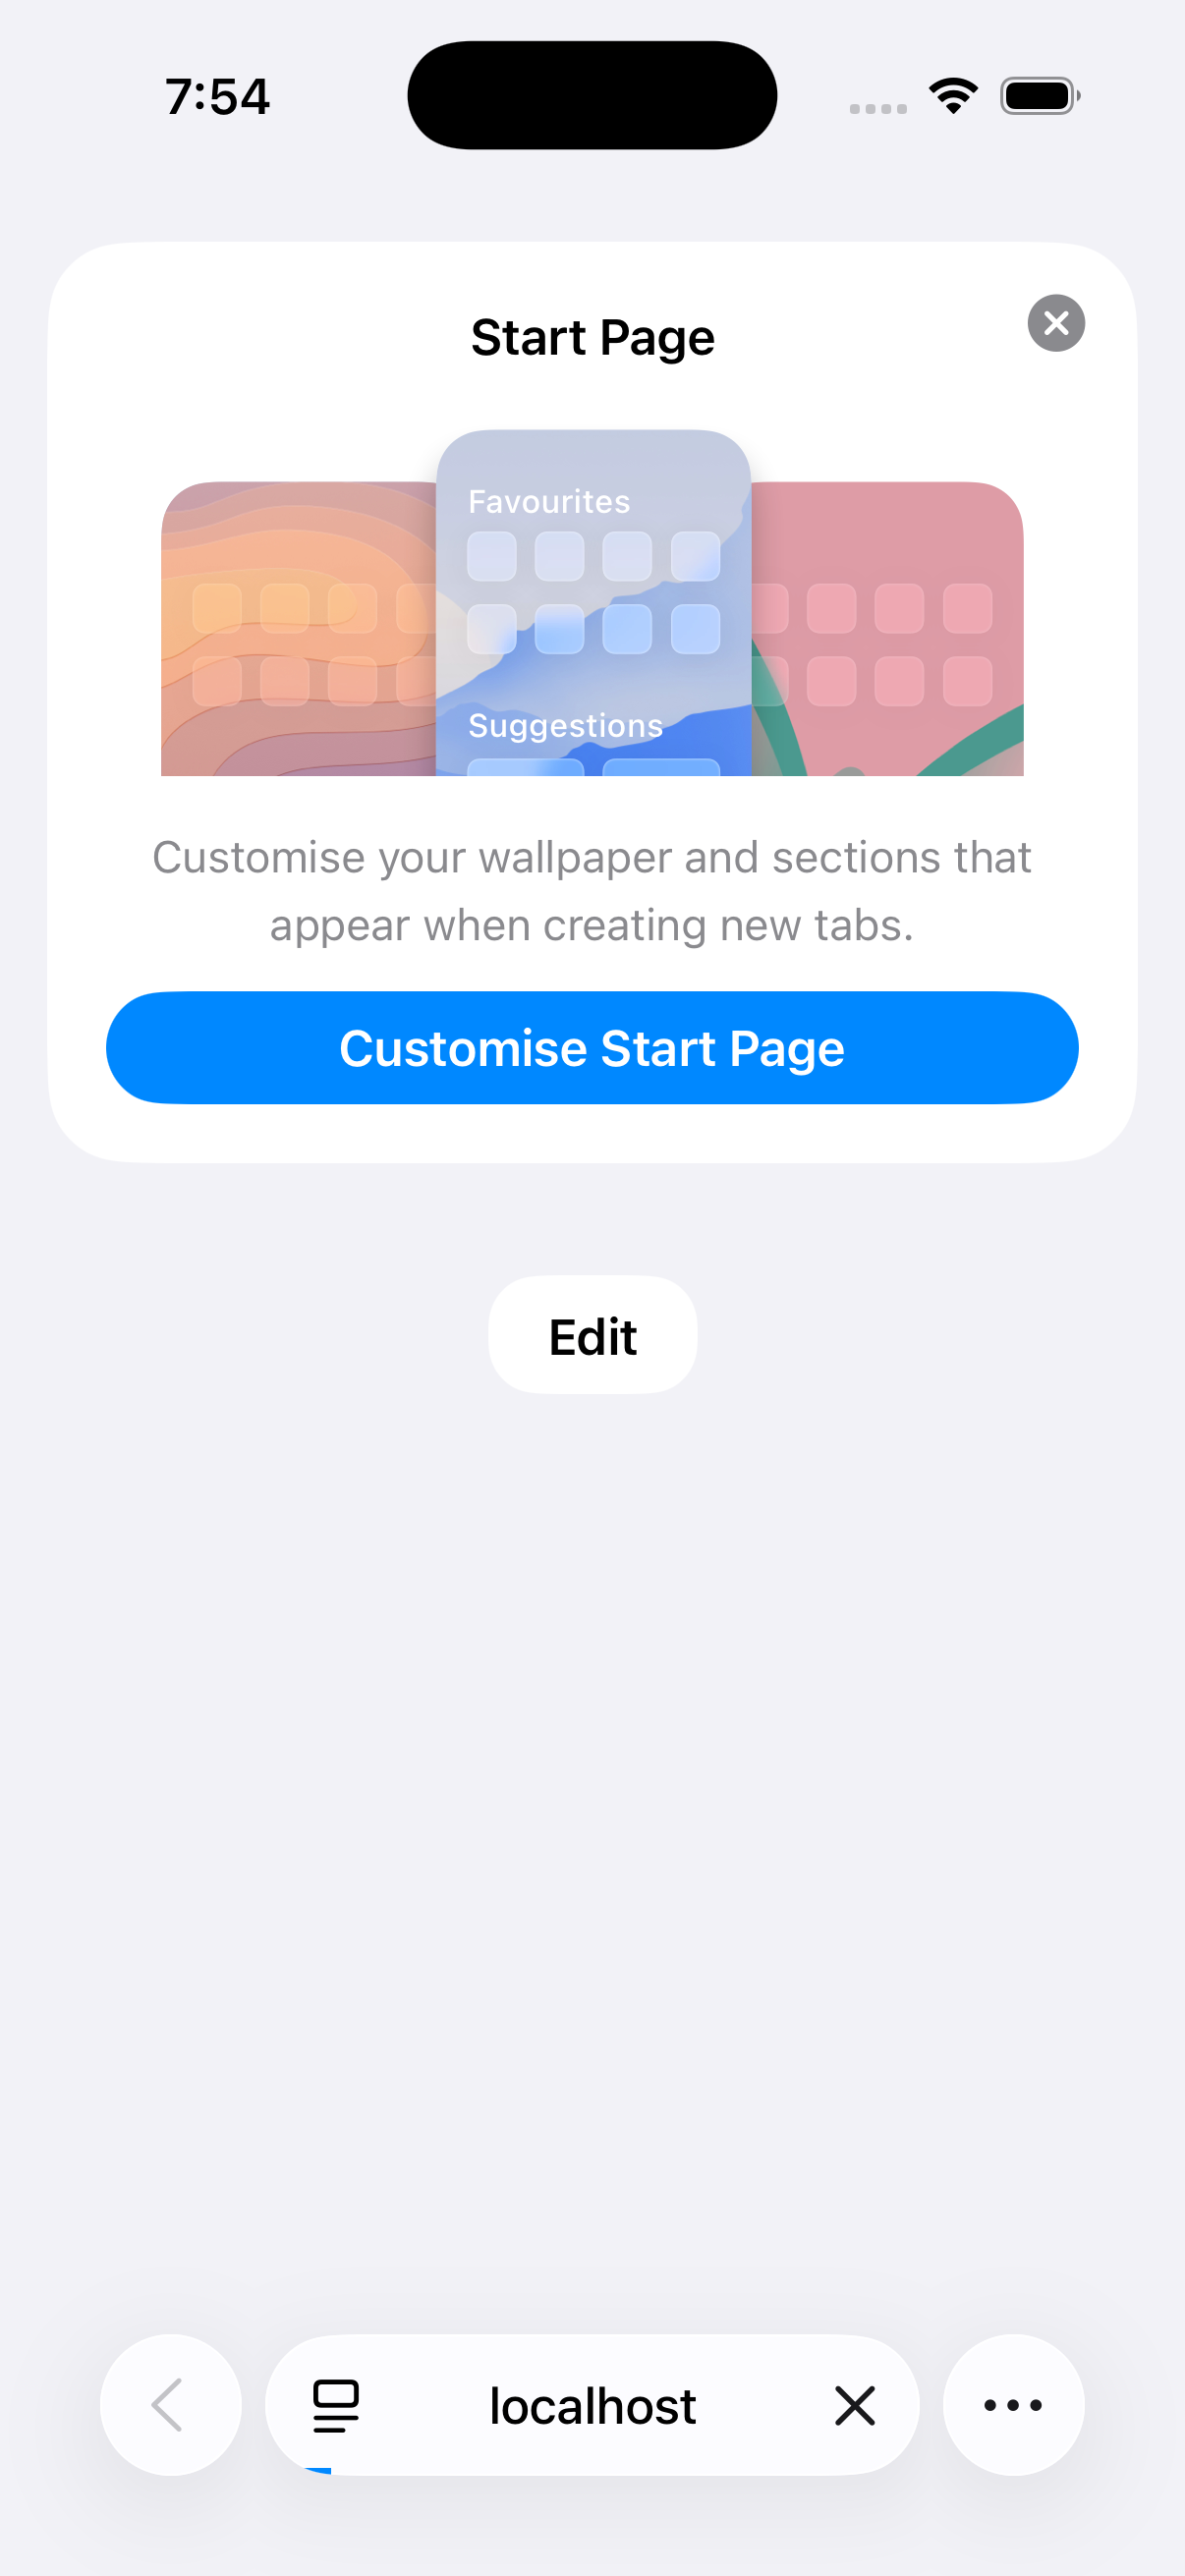 7:54
Start Page
Favourites
Suggestions
Customise your wallpaper and sections that
appear when creating new tabs.
Customise Start Page
Edit
localhost